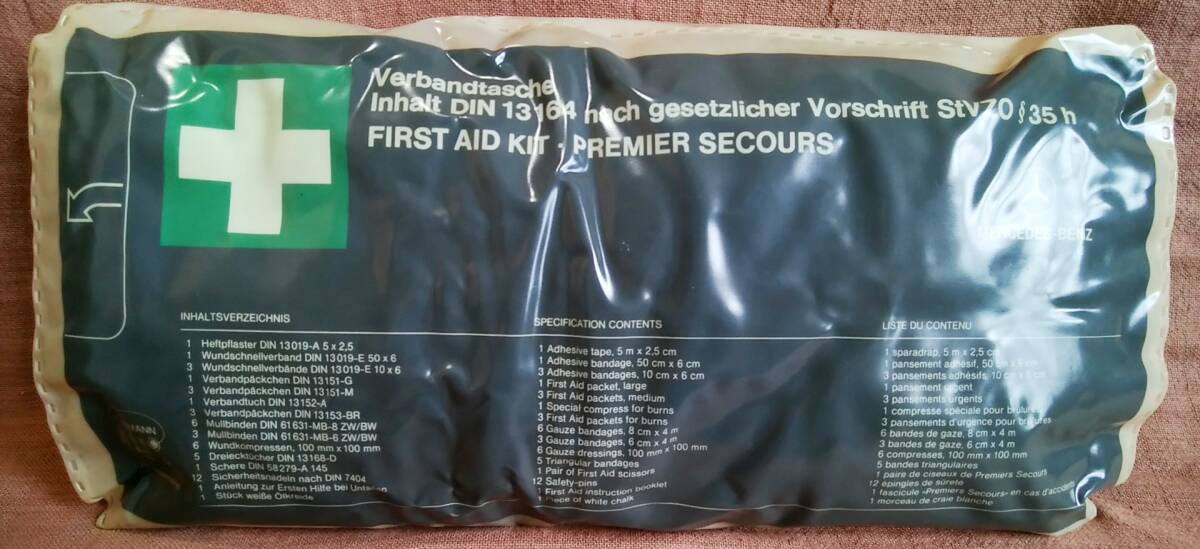 Verbandtasche
Inhalt DIN 13164 nach gesetzlicher Vorschrift StVZO § 35 h
FIRST AID KIT · PREMIER SECOURS
MERCEDES-BENZ
INHALTSVERZEICHNIS
1 Heftpflaster DIN 13019-A 5 x 2,5
1 Wundschnellverband DIN 13019-E 50 x 6
3 Wundschnellverbände DIN 13019-E 10 x 6
1 Verbandpäckchen DIN 13151-G
3 Verbandpäckchen DIN 13151-M
1 Verbandtuch DIN 13152-A
3 Verbandpäckchen DIN 13153-BR
6 Mullbinden DIN 61631-MB-8 ZW/BW
3 Mullbinden DIN 61631-MB-6 ZW/BW
6 Wundkompressen, 100 mm x 100 mm
5 Dreiecktücher DIN 13168-D
1 Schere DIN 58279-A 145
12 Sicherheitsnadeln nach DIN 7404
1 Anleitung zur Ersten Hilfe bei
1 Stück weiße Ölkreide
SPECIFICATION CONTENTS
1 Adhesive tape, 5 m x 2,5 cm
1 Adhesive bandage, 50 cm x 6 cm
3 Adhesive bandages, 10 cm x 6 cm
1 First Aid packet, large
3 First Aid packets, medium
1 Special compress for burns
3 First Aid packets for burns
6 Gauze bandages, 8 cm x 4 m
3 Gauze bandages, 6 cm x 4 m
6 Gauze dressings, 100 mm x 100 mm
5 Triangular bandages
1 Pair of First Aid scissors
12 Safety-pins
1 First Aid instruction booklet
1 Piece of white chalk
LISTE DU CONTENU
1 sparadrap, 5 m x 2,5 cm
1 pansement adhésif, 50 cm x 6 cm
3 pansements adhésifs, 10 cm x 6 cm
1 pansement urgent
3 pansements urgents
1 compresse spéciale pour brûlures
3 pansements d'urgence pour brûlures
6 bandes de gaze, 8 cm x 4 m
3 bandes de gaze, 6 cm x 4 m
6 compresses, 100 mm x 100 mm
5 bandes triangulaires
1 paire de ciseaux de Premiers Secours
12 épingles de sûreté
1 fascicule «Premiers Secours» en cas d'accident
1 morceau de craie blanche